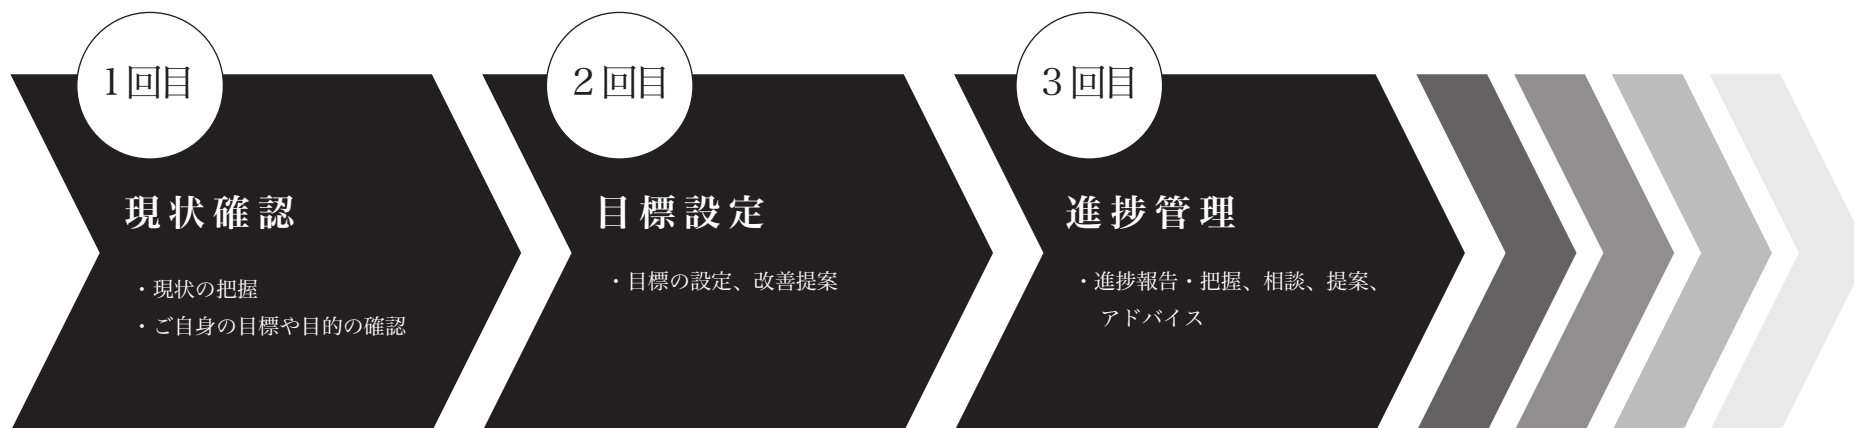 1回目
現状確認
・現状の把握
・ご自身の目標や目的の確認
2回目
目標設定
・目標の設定、改善提案
3回目
進捗管理
・進捗報告・把握、相談、提案、
アドバイス